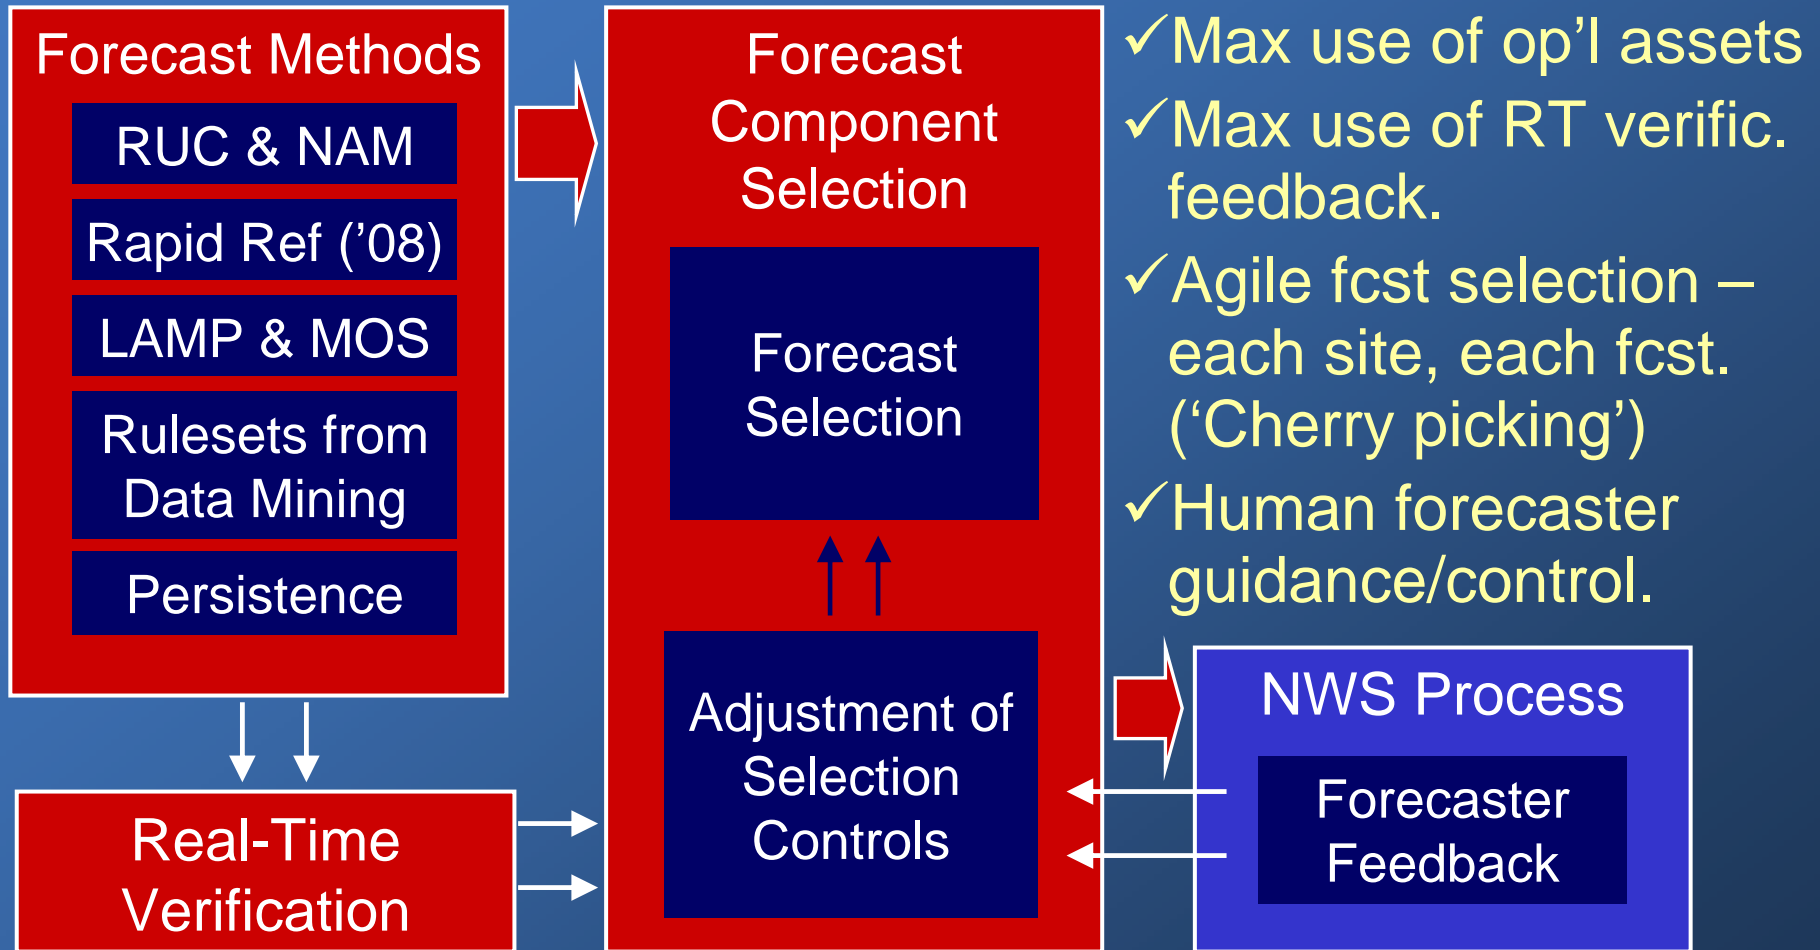 Forecast Methods
RUC & NAM
Rapid Ref (’08)
LAMP & MOS
Rulesets from
Data Mining
Persistence
Real-Time
Verification
Forecast
Component
Selection
Forecast
Selection
Adjustment of
Selection
Controls
✓Max use of op’l assets
✓Max use of RT verific.
feedback.
✓Agile fcst selection –
each site, each fcst.
(‘Cherry picking’)
✓Human forecaster
guidance/control.
NWS Process
Forecaster
Feedback